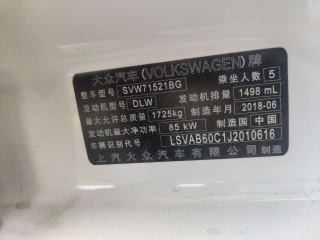 大众汽车(VOLKSWAGEN)牌
整车型号 SVW71521BG 乘坐人数 5
发动机型号 DLW 发动机排量 1498 mL
最大允许总质量 1725kg 制造年月 2018-06
发动机最大净功率 85 kW 制造国 中国
车辆识别代号 LSVAB60C1J2010616
上汽大众汽车有限公司制造